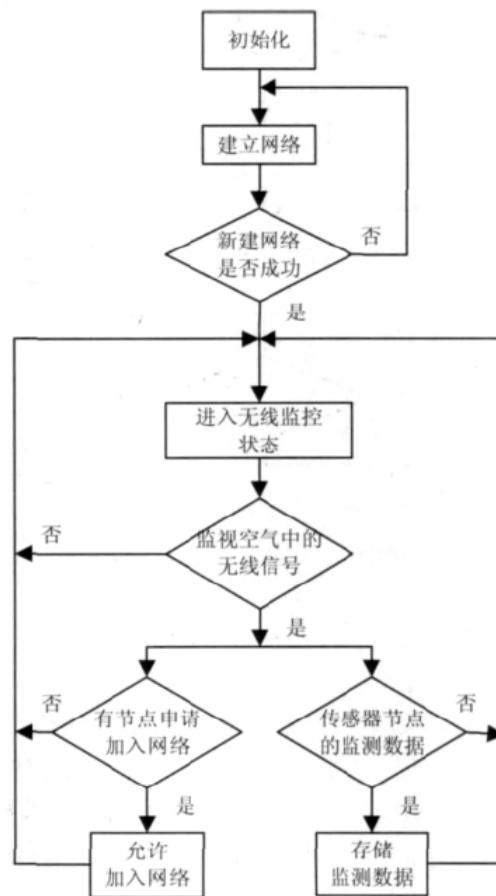 初始化
建立网络
新建网络
是否成功
否
是
进入无线监控
状态
监视空气中的
无线信号
否
是
有节点申请
加入网络
否
是
传感器节点
的监测数据
否
是
允许
加入网络
存储
监测数据